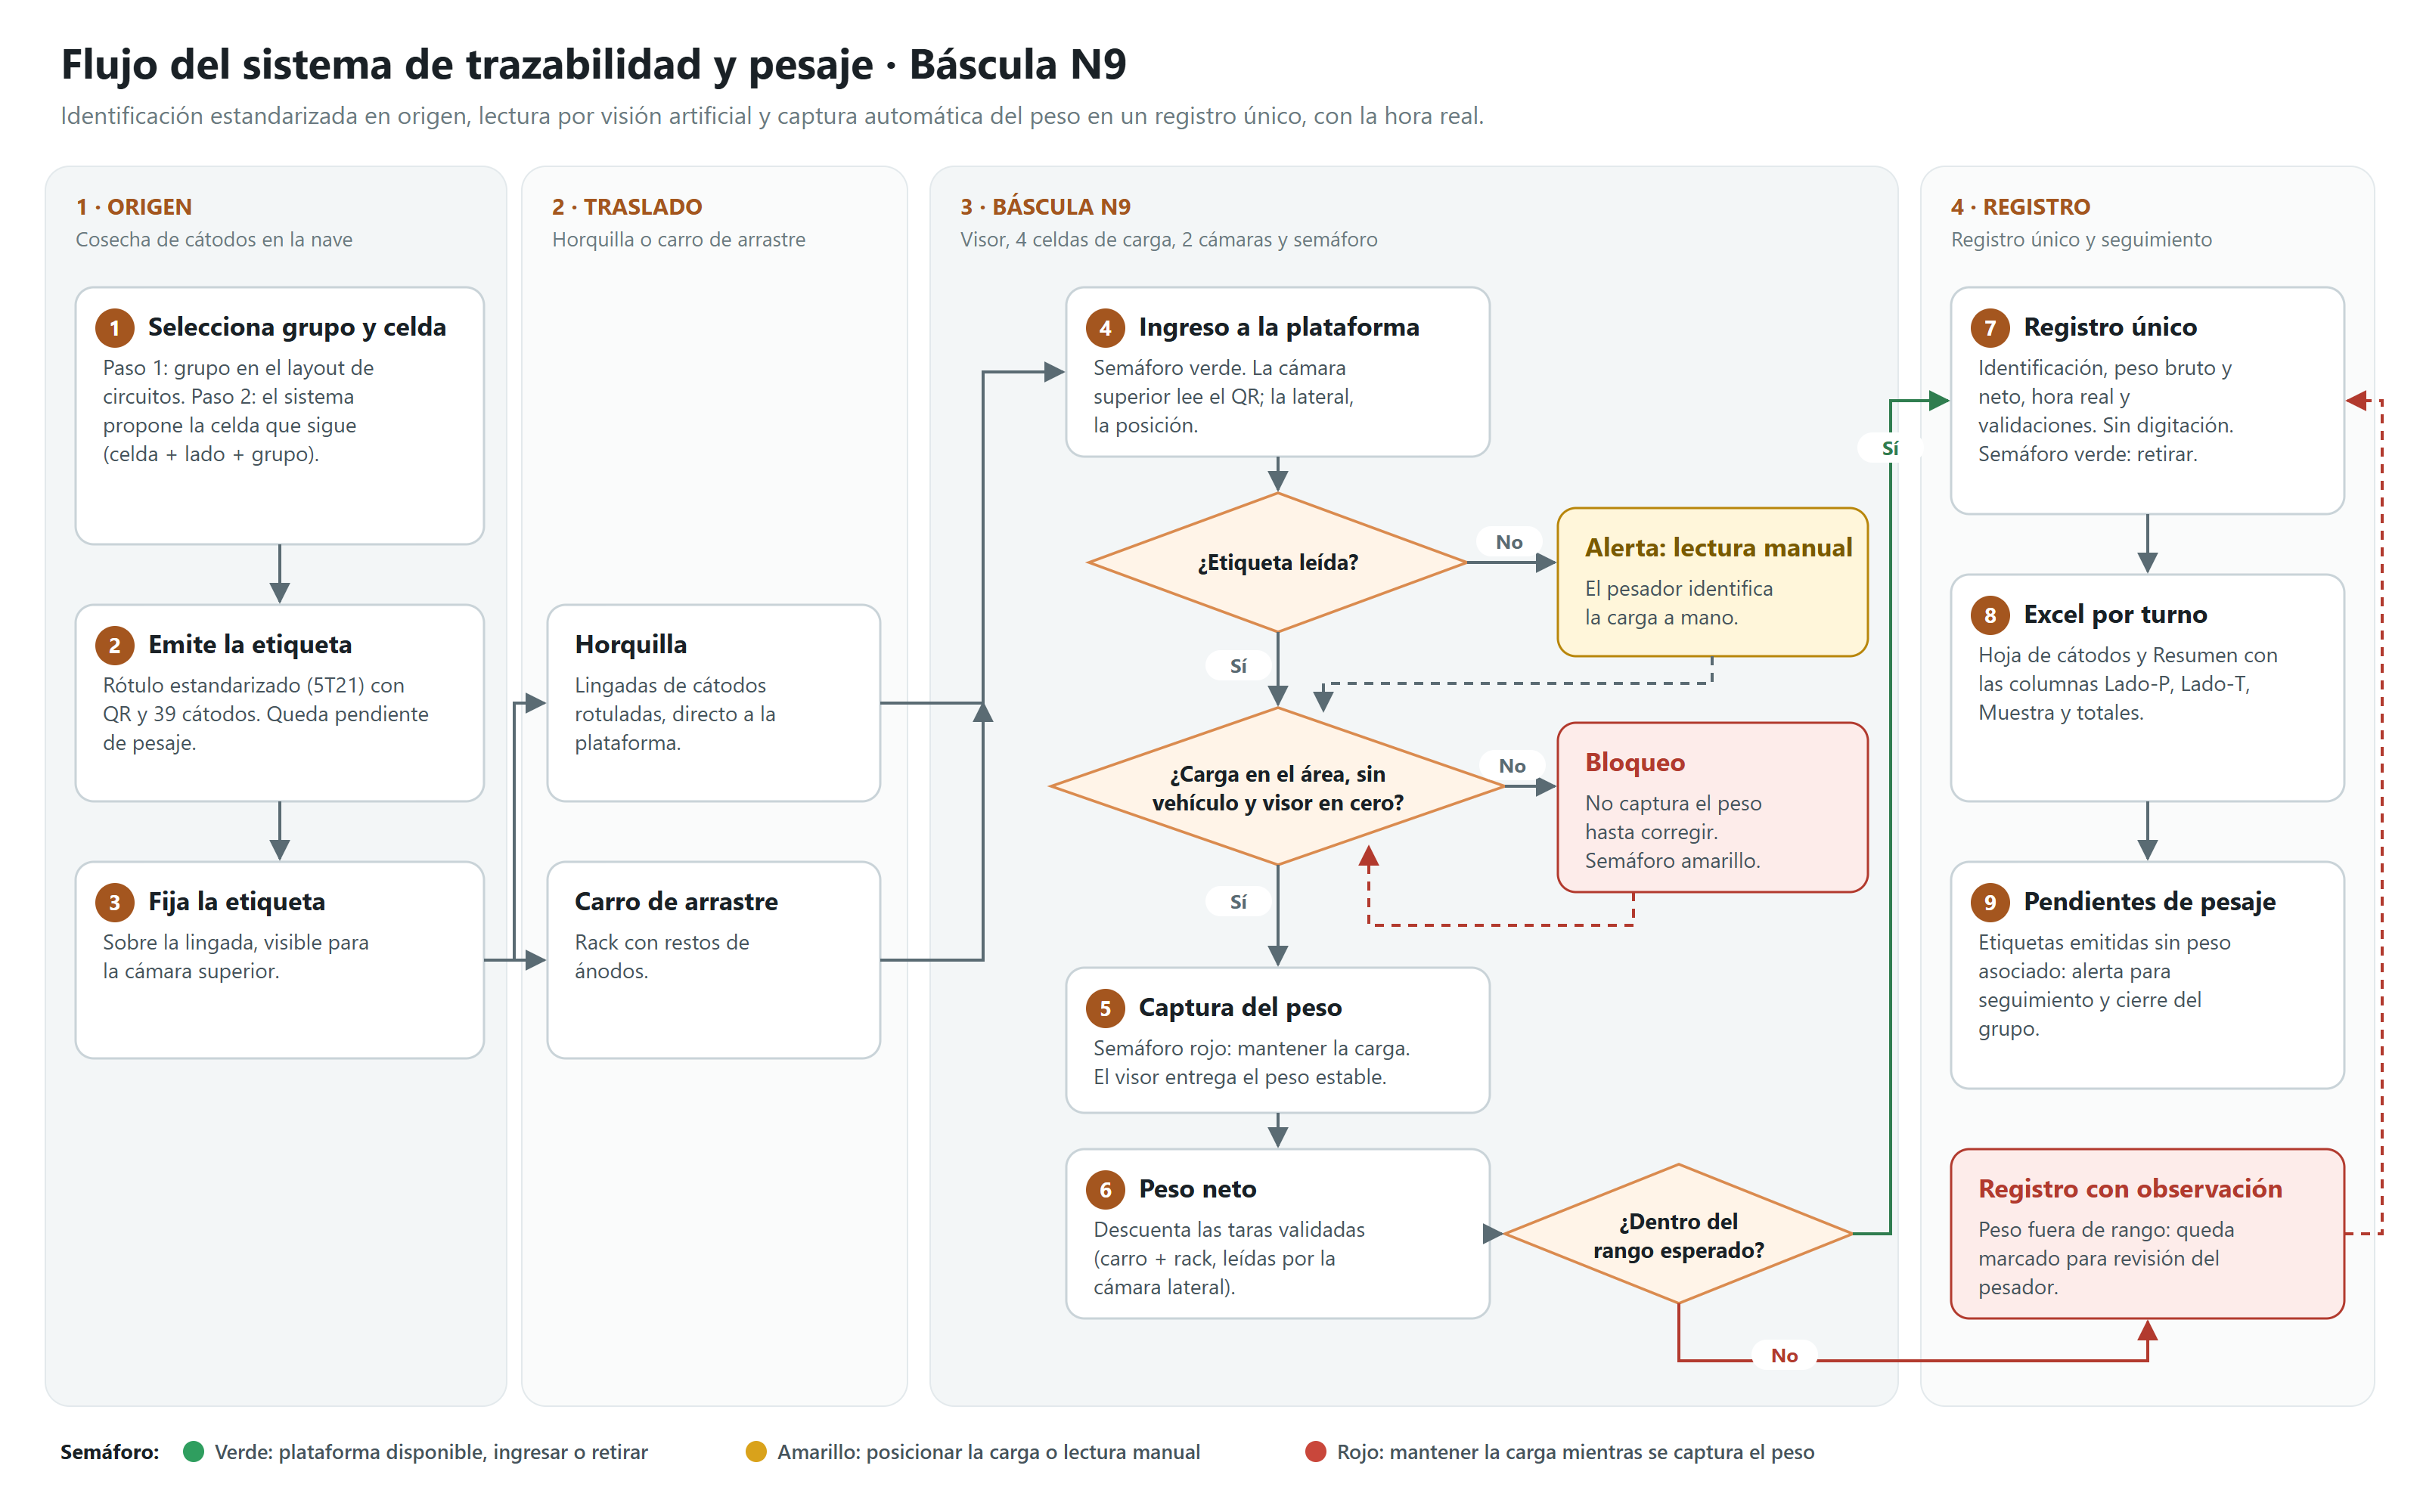 Flujo del sistema de trazabilidad y pesaje · Báscula N9
Identificación estandarizada en origen, lectura por visión artificial y captura automática del peso en un registro único, con la hora real.
1 · ORIGEN
Cosecha de cátodos en la nave
1 Selecciona grupo y celda
Paso 1: grupo en el layout de
circuitos. Paso 2: el sistema
propone la celda que sigue
(celda + lado + grupo).
2 Emite la etiqueta
Rótulo estandarizado (5T21) con
QR y 39 cátodos. Queda pendiente
de pesaje.
3 Fija la etiqueta
Sobre la lingada, visible para
la cámara superior.
2 · TRASLADO
Horquilla o carro de arrastre
Horquilla
Lingadas de cátodos
rotuladas, directo a la
plataforma.
Carro de arrastre
Rack con restos de
ánodos.
3 · BÁSCULA N9
Visor, 4 celdas de carga, 2 cámaras y semáforo
4 Ingreso a la plataforma
Semáforo verde. La cámara
superior lee el QR; la lateral,
la posición.
¿Etiqueta leída?
No
Alerta: lectura manual
El pesador identifica
la carga a mano.
Sí
¿Carga en el área, sin
vehículo y visor en cero?
No
Bloqueo
No captura el peso
hasta corregir.
Semáforo amarillo.
Sí
5 Captura del peso
Semáforo rojo: mantener la carga.
El visor entrega el peso estable.
6 Peso neto
Descuenta las taras validadas
(carro + rack, leídas por la
cámara lateral).
¿Dentro del
rango esperado?
Sí
No
4 · REGISTRO
Registro único y seguimiento
7 Registro único
Identificación, peso bruto y
neto, hora real y
validaciones. Sin digitación.
Semáforo verde: retirar.
8 Excel por turno
Hoja de cátodos y Resumen con
las columnas Lado-P, Lado-T,
Muestra y totales.
9 Pendientes de pesaje
Etiquetas emitidas sin peso
asociado: alerta para
seguimiento y cierre del
grupo.
Registro con observación
Peso fuera de rango: queda
marcado para revisión del
pesador.
Semáforo: Verde: plataforma disponible, ingresar o retirar Amarillo: posicionar la carga o lectura manual Rojo: mantener la carga mientras se captura el peso